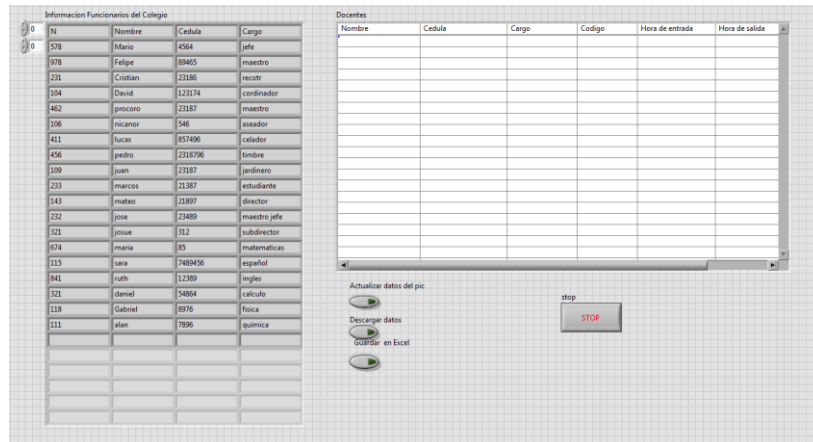 Informacion Funcionarios del Colegio
0
0
N Nombre Cedula Cargo
578 Mario 4564 jefe
978 Felipe 89465 maestro
231 Cristian 23186 recotr
104 David 123174 cordinador
462 procoro 23187 maestro
106 nicanor 546 aseador
411 lucas 857496 celador
456 pedro 2318796 timbre
109 juan 23187 jardinero
233 marcos 21387 estudiante
143 mateo 21897 director
232 jose 23489 maestro jefe
321 josue 312 subdirector
674 maria 85 matematicas
115 sara 7489456 español
841 ruth 12389 ingles
321 daniel 54864 calculo
118 Gabriel 8976 fisica
111 alan 7896 quimica
Docentes
Nombre Cedula Cargo Codigo Hora de entrada Hora de salida
Actualizar datos del pic
Descargar datos
Guardar en Excel
stop
STOP